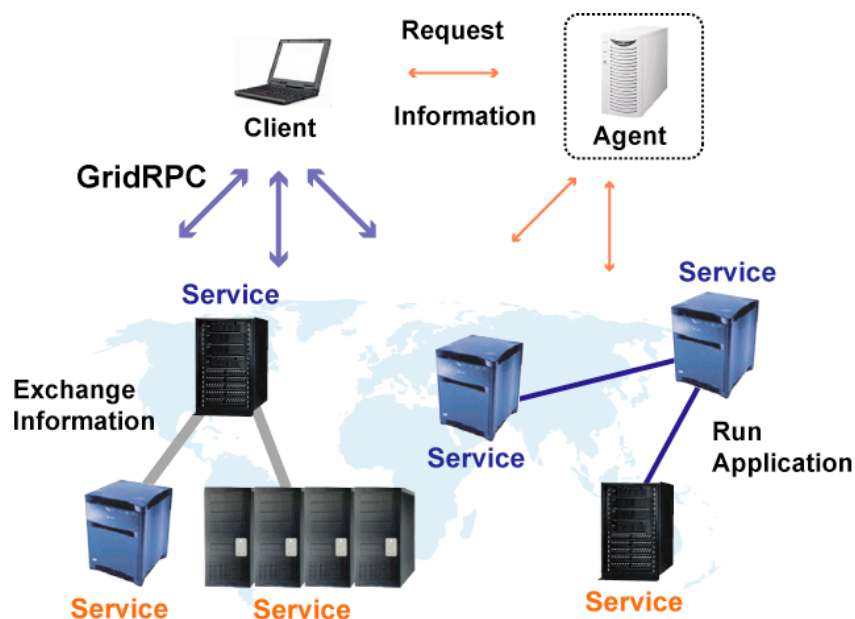 Request
Client
Information
Agent
GridRPC
Service
Service
Exchange
Information
Service
Run
Application
Service
Service
Service